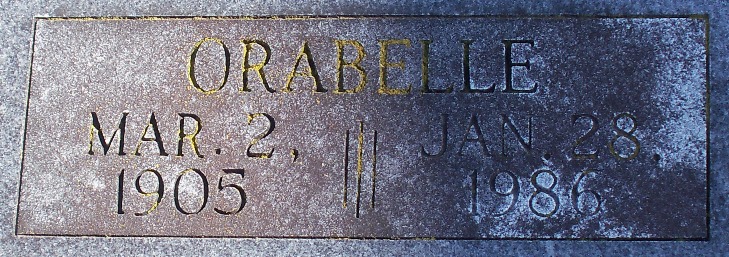 ORABELLE
MAR. 2, JAN. 28,
1905 1986